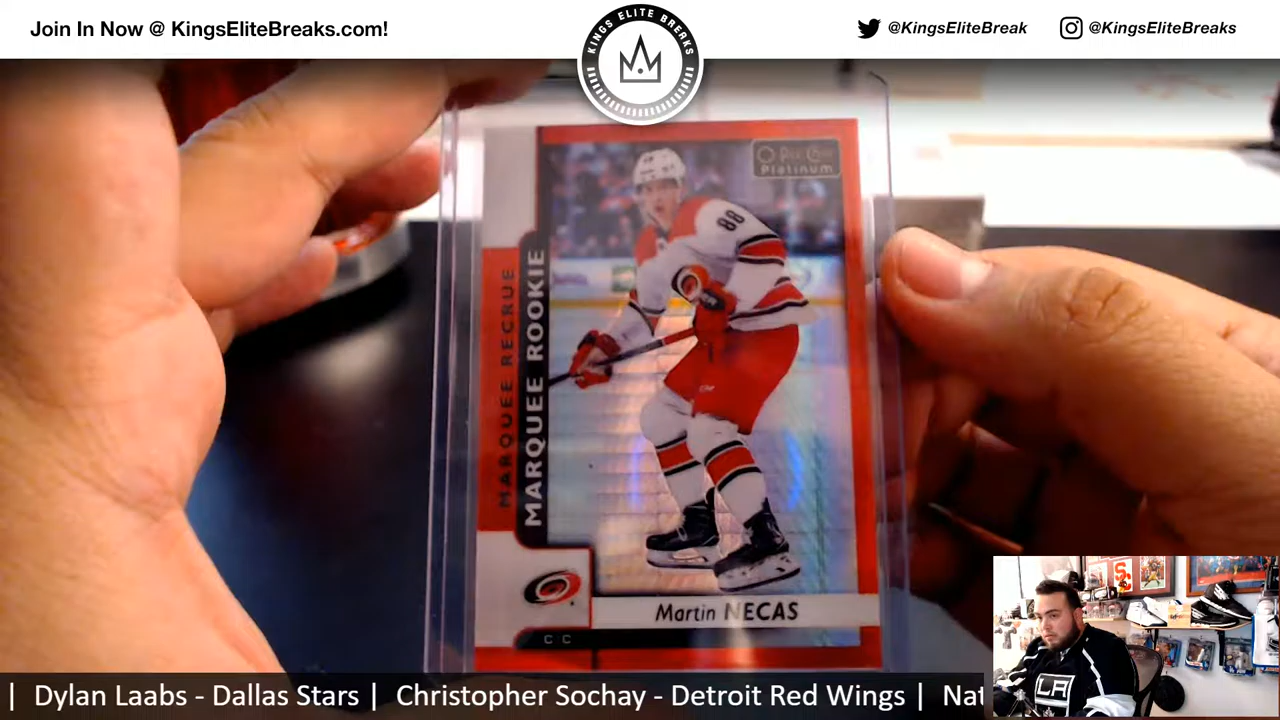 Join In Now @ KingsEliteBreaks.com!
KINGS ELITE BREAKS
@KingsEliteBreak
@KingsEliteBreaks
O-Pee-Chee
Platinum
88
MARQUEE RECRUE
MARQUEE ROOKIE
Martin NECAS
C C
LA
| Dylan Laabs - Dallas Stars | Christopher Sochay - Detroit Red Wings | Nat